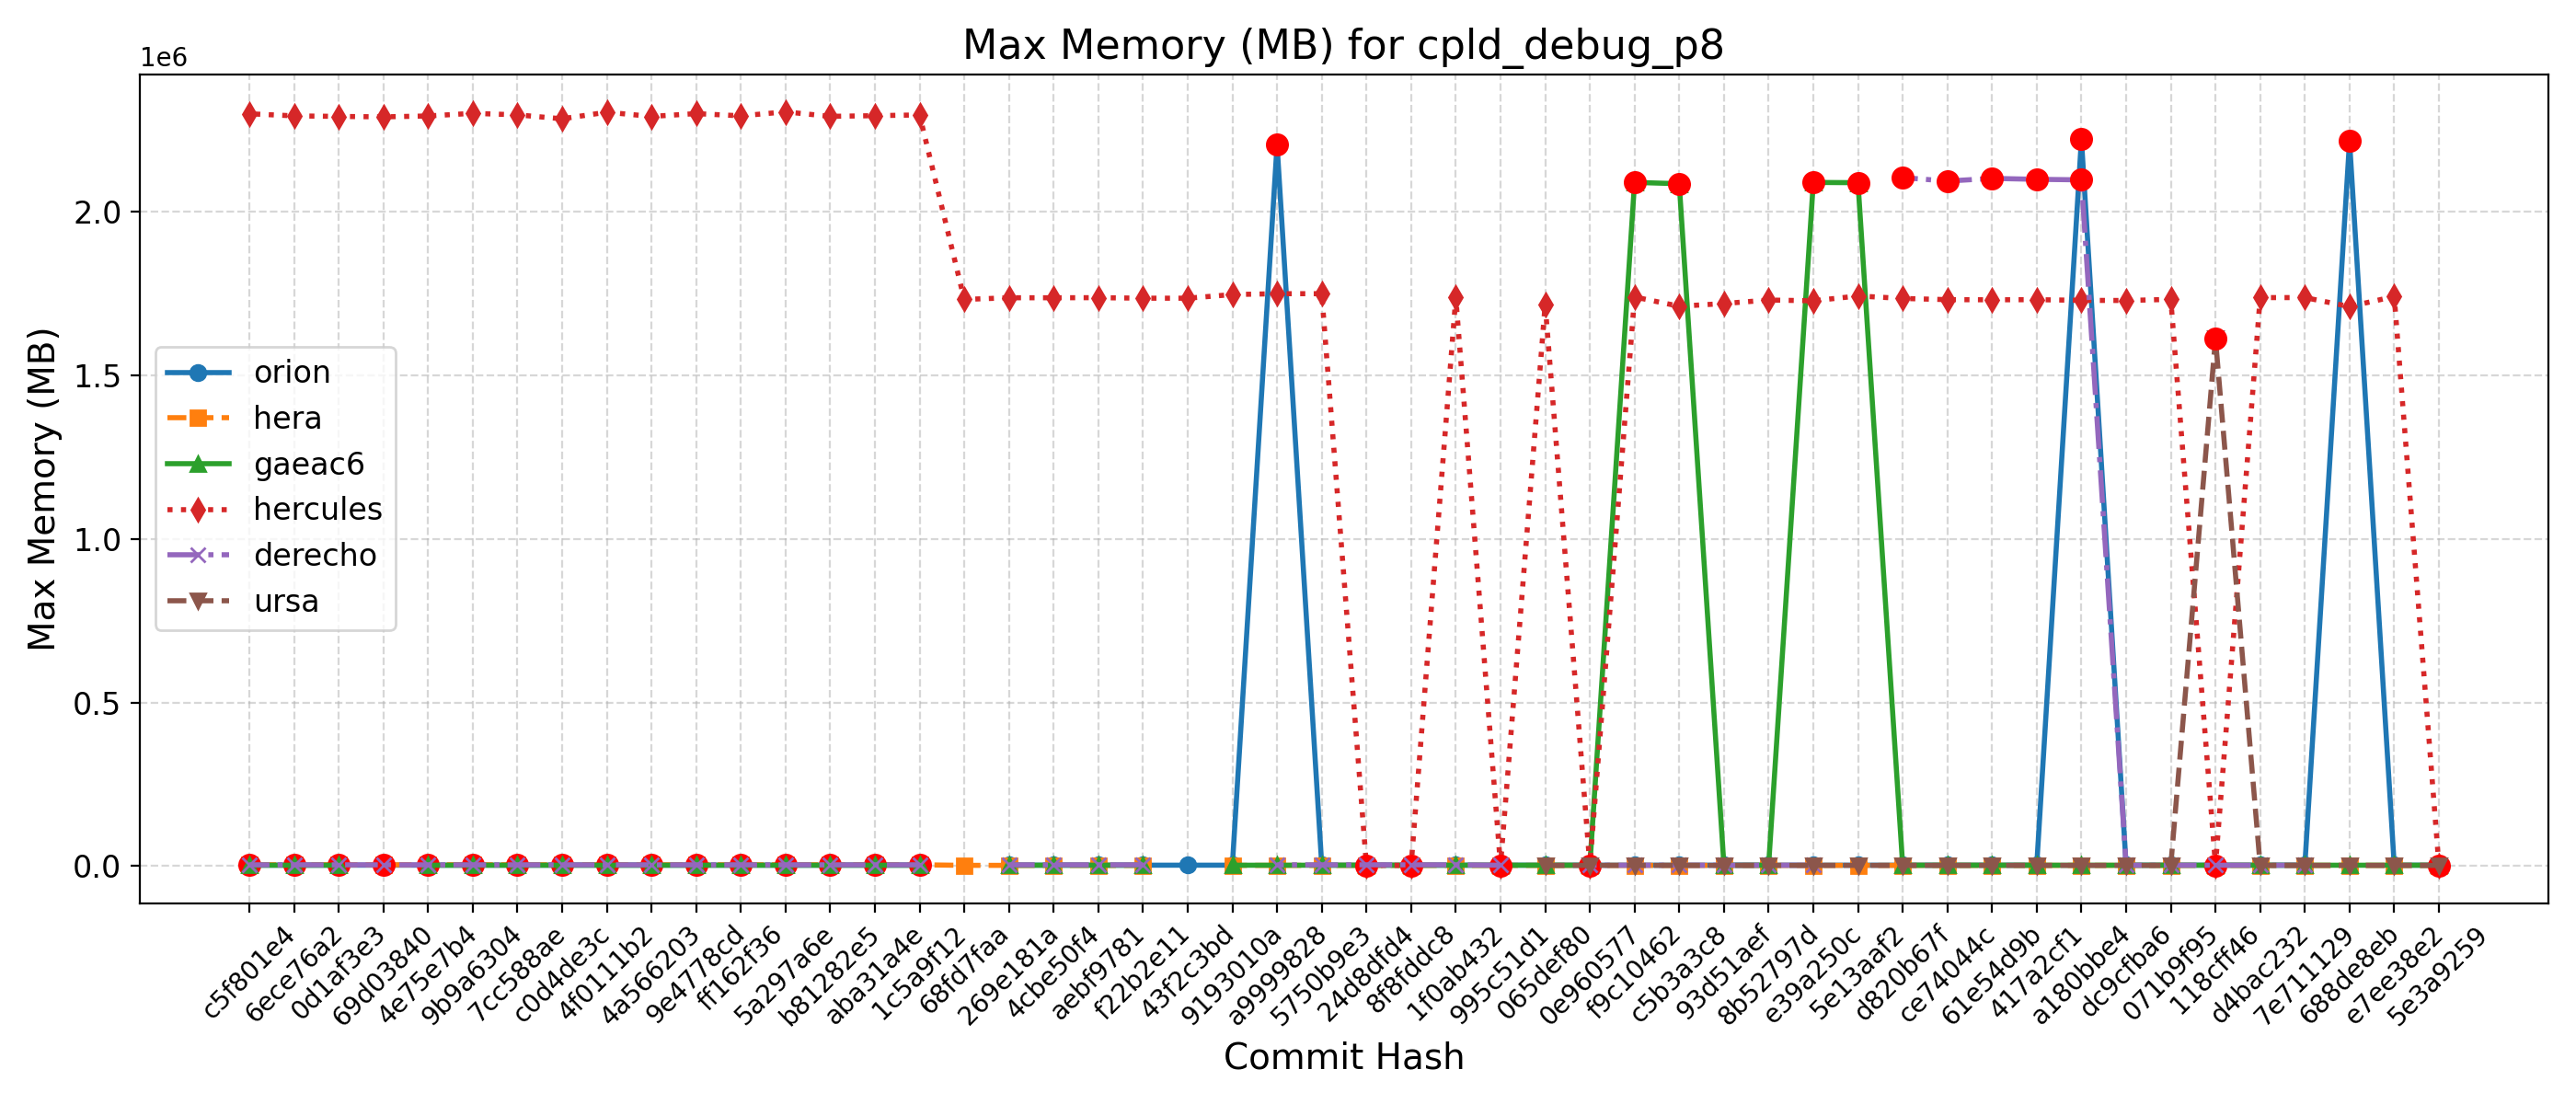 Max Memory (MB) for cpld_debug_p8
1e6
Max Memory (MB)
2.0
1.5
1.0
0.5
0.0
orion
hera
gaeac6
hercules
derecho
ursa
c5f801e4
6ece76a2
0d1af3e3
69d03840
4e75e7b4
9b9a6304
7cc588ae
c0d4de3c
4f0111b2
4a566203
9e4778cd
ff162f36
5a297a6e
b81282e5
aba31a4e
1c5a9f12
68fd7faa
269e181a
4cbe50f4
aebf9781
f22b2e11
43f2c3bd
9193010a
a9999828
5750b9e3
24d8dfd4
8f8fddc8
1f0ab432
995c51d1
065def80
0e960577
f9c10462
c5b3a3c8
93d51aef
8b52797d
e39a250c
5e13aaf2
d820b67f
ce74044c
61e54d9b
417a2cf1
a180bbe4
dc9cfba6
071b9f95
118cff46
d4bac232
7e711129
688de8eb
e7ee38e2
5e3a9259
Commit Hash